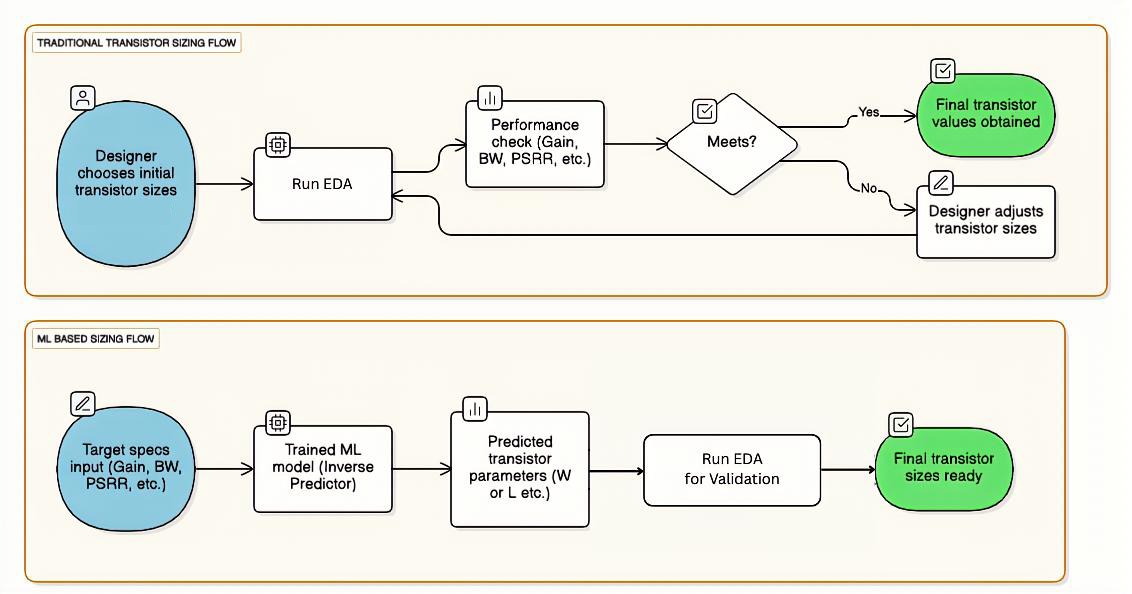 TRADITIONAL TRANSISTOR SIZING FLOW
Designer
chooses initial
transistor sizes
Run EDA
Performance
check (Gain,
BW, PSRR, etc.)
Meets?
Yes
Final transistor
values obtained
No
Designer adjusts
transistor sizes
ML BASED SIZING FLOW
Target specs
input (Gain, BW,
PSRR, etc.)
Trained ML
model (Inverse
Predictor)
Predicted
transistor
parameters (W
or L etc.)
Run EDA
for Validation
Final transistor
sizes ready